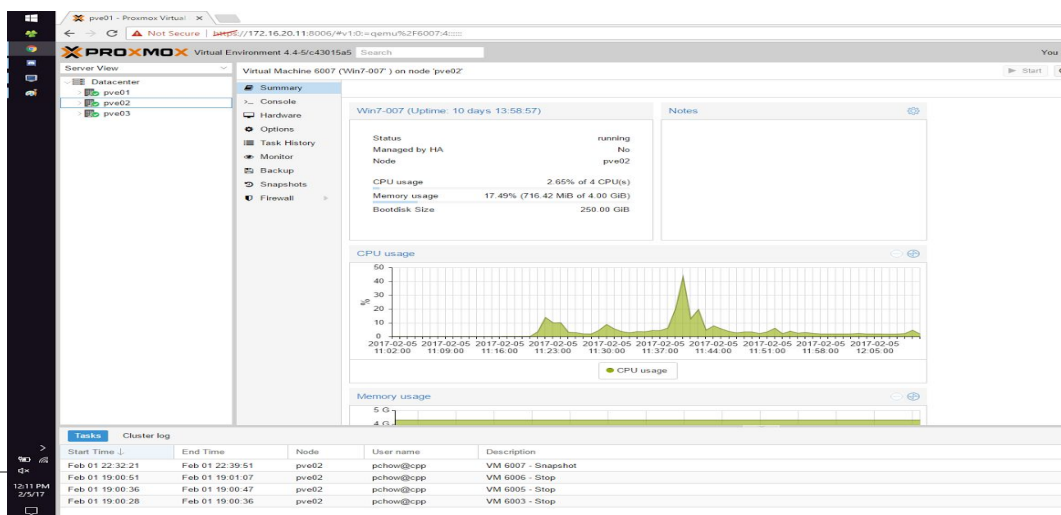 pve01 - Proxmox Virtual
Not Secure | https://172.16.20.11:8006/#v1:0:=qemu%2F6007:4:::::
PROXMOX Virtual Environment 4.4-5/c43015a5 Search
You
Server View
Virtual Machine 6007 ('Win7-007' ) on node 'pve02'
Start
Datacenter
pve01
pve02
pve03
Summary
Console
Hardware
Options
Task History
Monitor
Backup
Snapshots
Firewall
Win7-007 (Uptime: 10 days 13:58:57)
Status running
Managed by HA No
Node pve02
CPU usage 2.65% of 4 CPU(s)
Memory usage 17.49% (716.42 MiB of 4.00 GiB)
Bootdisk Size 250.00 GiB
Notes
CPU usage
50
40
30
20
10
0
%
2017-02-05 2017-02-05 2017-02-05 2017-02-05 2017-02-05 2017-02-05 2017-02-05 2017-02-05 2017-02-05 2017-02-05
11:02:00 11:09:00 11:16:00 11:23:00 11:30:00 11:37:00 11:44:00 11:51:00 11:58:00 12:05:00
CPU usage
Memory usage
5 G
4 G
Tasks Cluster log
Start Time ↓ End Time Node User name Description
Feb 01 22:32:21 Feb 01 22:39:51 pve02 pchow@cpp VM 6007 - Snapshot
Feb 01 19:00:51 Feb 01 19:01:07 pve02 pchow@cpp VM 6006 - Stop
Feb 01 19:00:36 Feb 01 19:00:47 pve02 pchow@cpp VM 6005 - Stop
Feb 01 19:00:28 Feb 01 19:00:36 pve02 pchow@cpp VM 6003 - Stop
12:11 PM
2/5/17